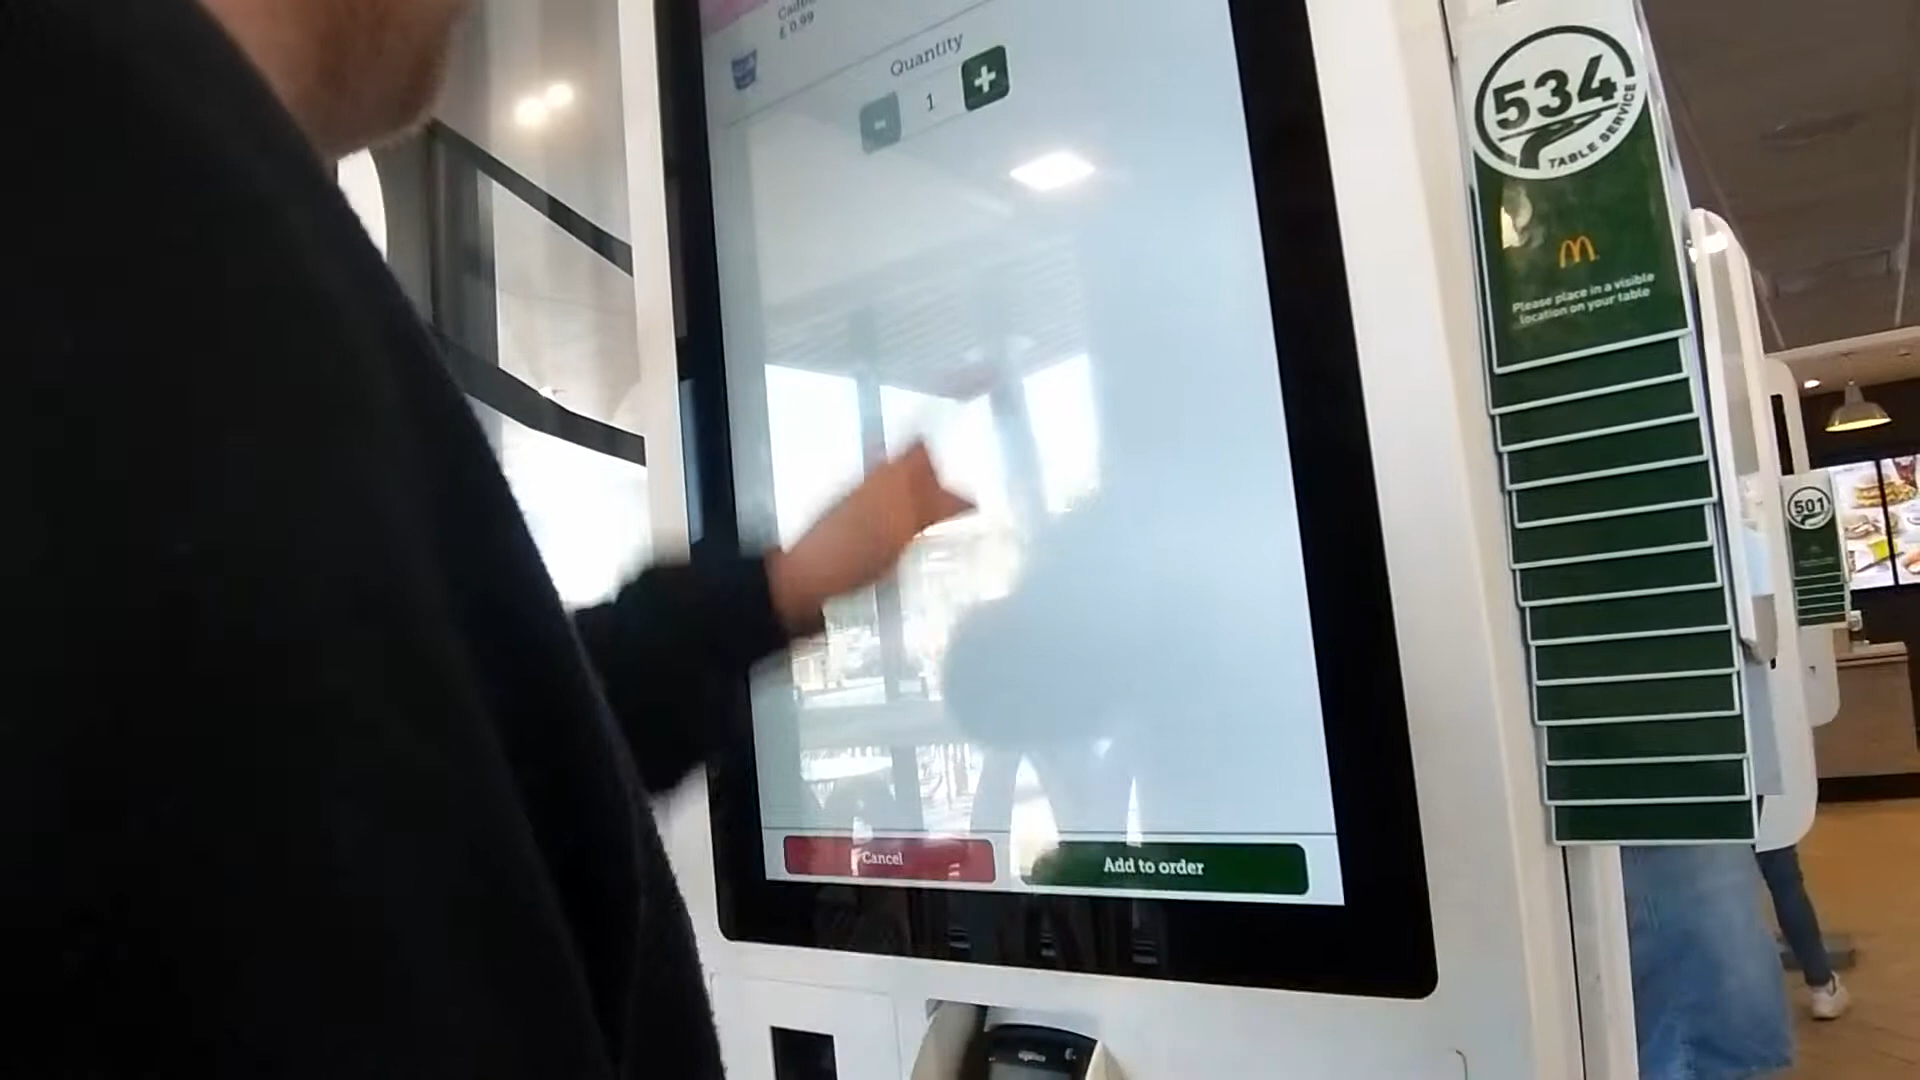 £ 0.99
Quantity
- 1 +
Cancel
Add to order
534
TABLE SERVICE
Please place in a visible
location on your table
501